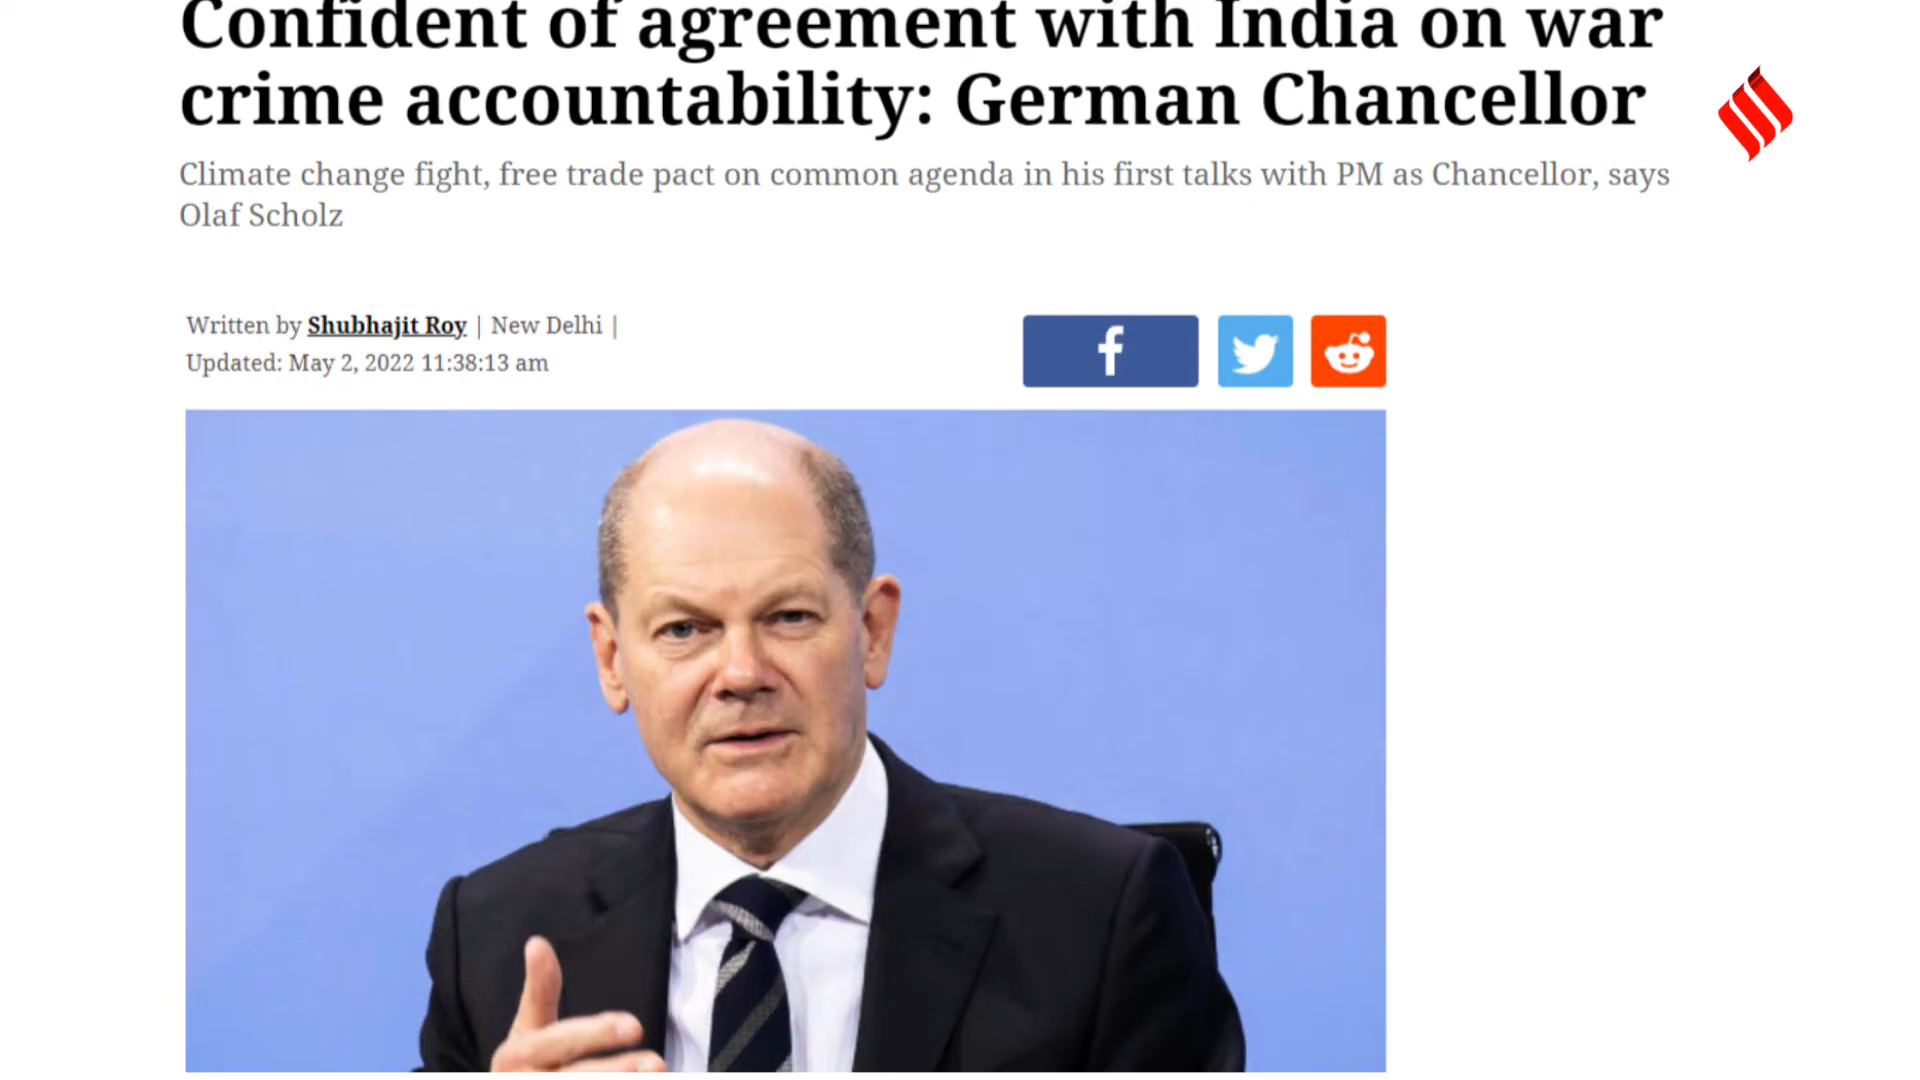 Confident of agreement with India on war
crime accountability: German Chancellor
Climate change fight, free trade pact on common agenda in his first talks with PM as Chancellor, says
Olaf Scholz
Written by Shubhajit Roy | New Delhi |
Updated: May 2, 2022 11:38:13 am